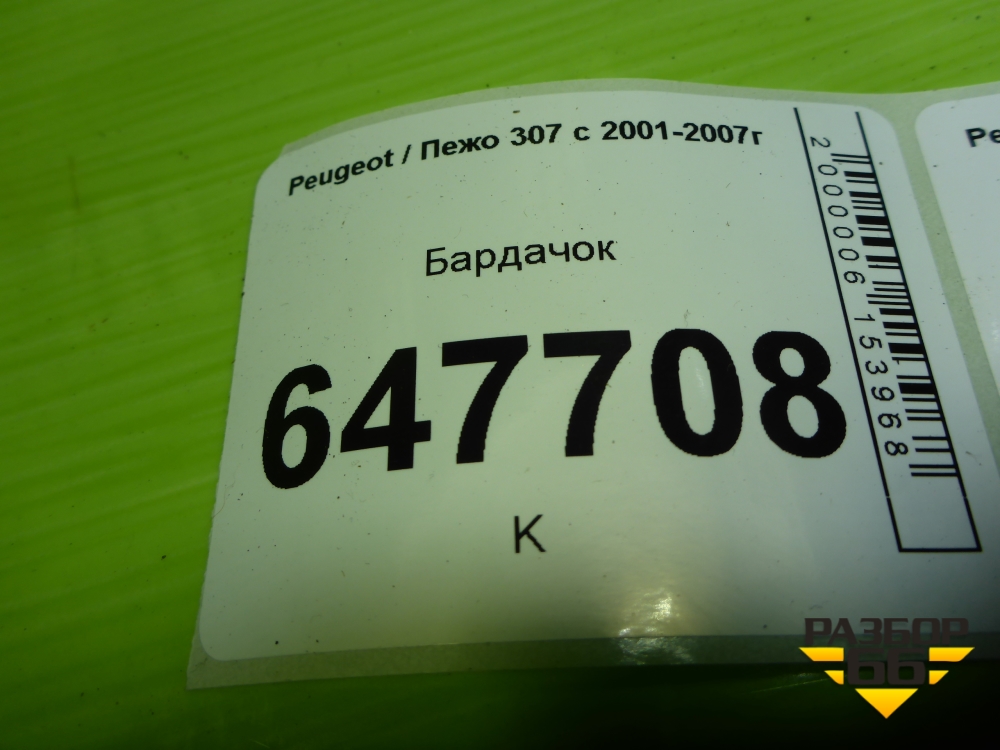 Peugeot / Пежо 307 с 2001-2007г
Бардачок
647708
К
2000006153968
Pe
РАЗБОР
66